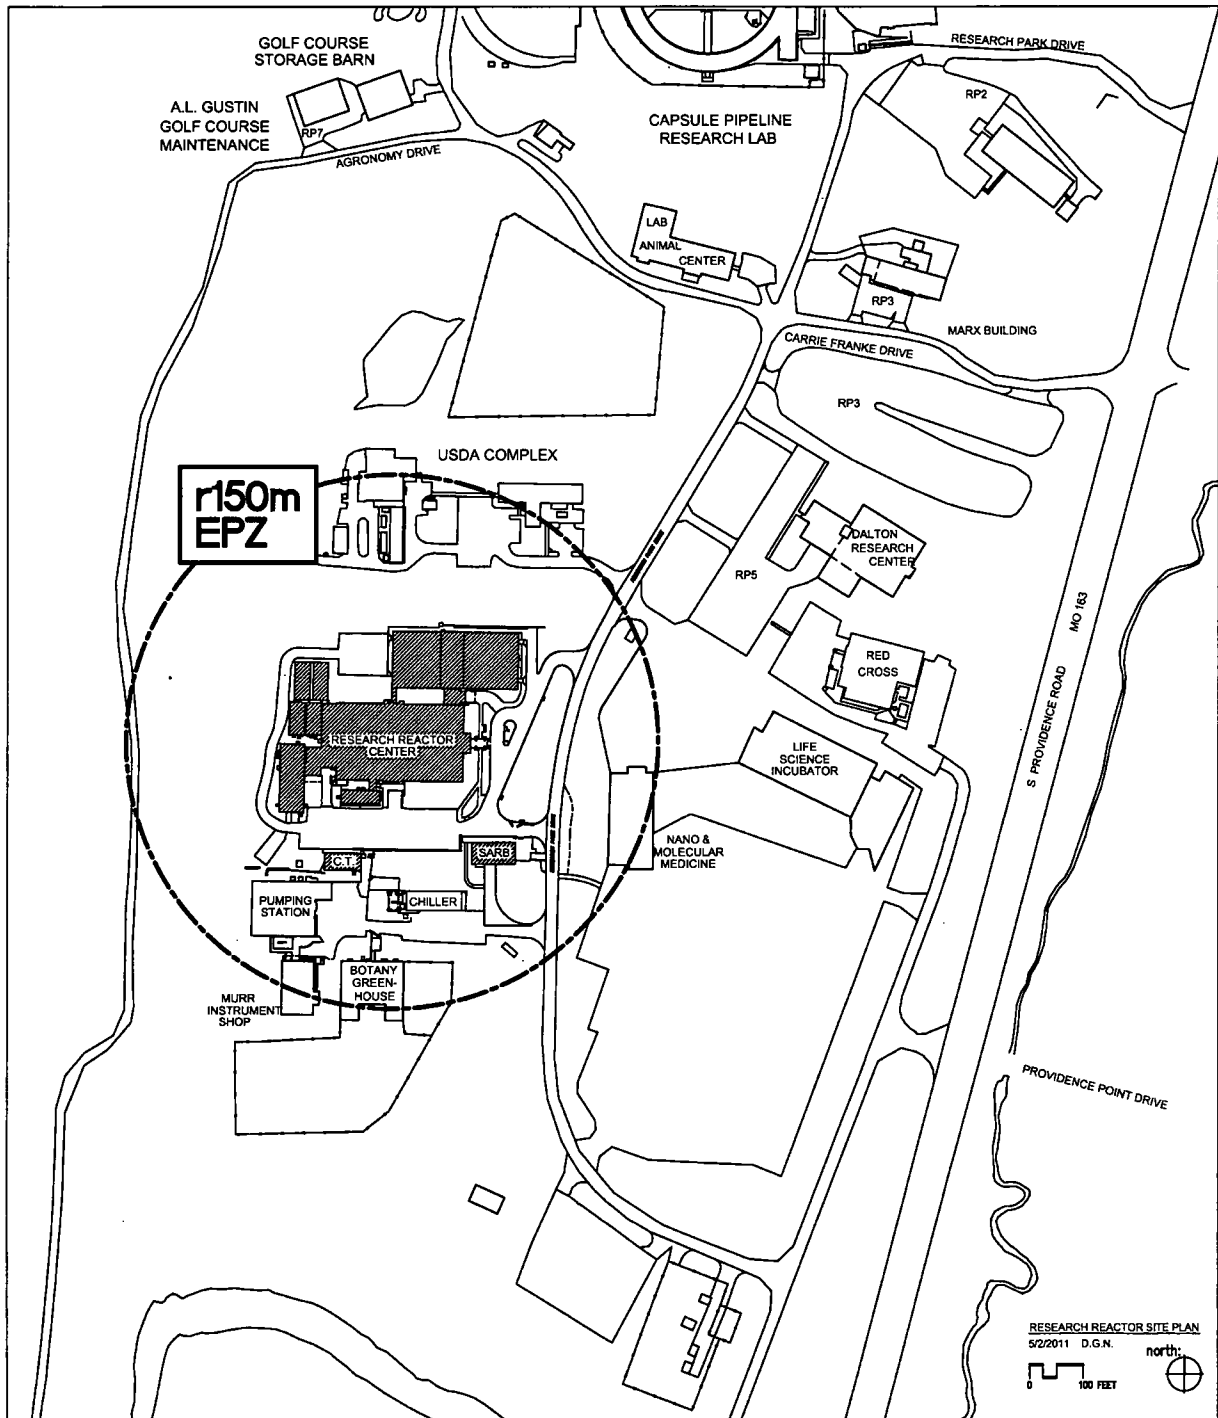 GOLF COURSE
STORAGE BARN
RESEARCH PARK DRIVE
A.L. GUSTIN
GOLF COURSE
MAINTENANCE
RP7
RP2
CAPSULE PIPELINE
RESEARCH LAB
AGRONOMY DRIVE
LAB
ANIMAL
CENTER
RP3
MARX BUILDING
CARRIE FRANKE DRIVE
RP3
USDA COMPLEX
r150m
EPZ
DALTON
RESEARCH
CENTER
RP5
MO 163
RED
CROSS
RESEARCH REACTOR
CENTER
LIFE
SCIENCE
INCUBATOR
S PROVIDENCE ROAD
NANO &
MOLECULAR
MEDICINE
C.T.
SARB
PUMPING
STATION
CHILLER
BOTANY
GREEN-
HOUSE
MURR
INSTRUMENT
SHOP
PROVIDENCE POINT DRIVE
RESEARCH REACTOR SITE PLAN
5/2/2011 D.G.N.
north:
0 100 FEET